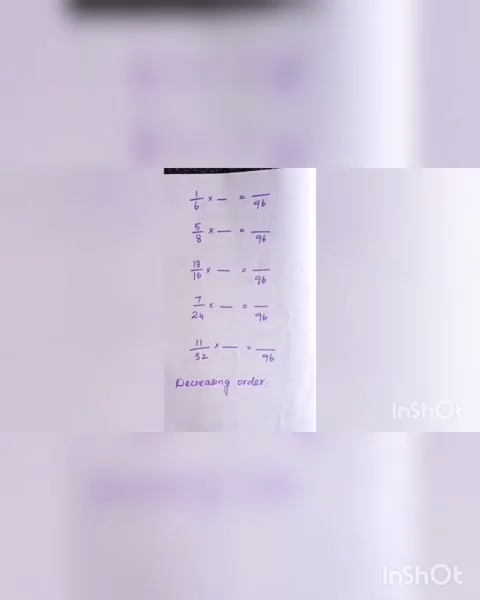 1/6 × — = —/96
5/8 × — = —/96
13/16 × — = —/96
7/24 × — = —/96
11/32 × — = —/96
Decreasing order:
InShOt
InShOt